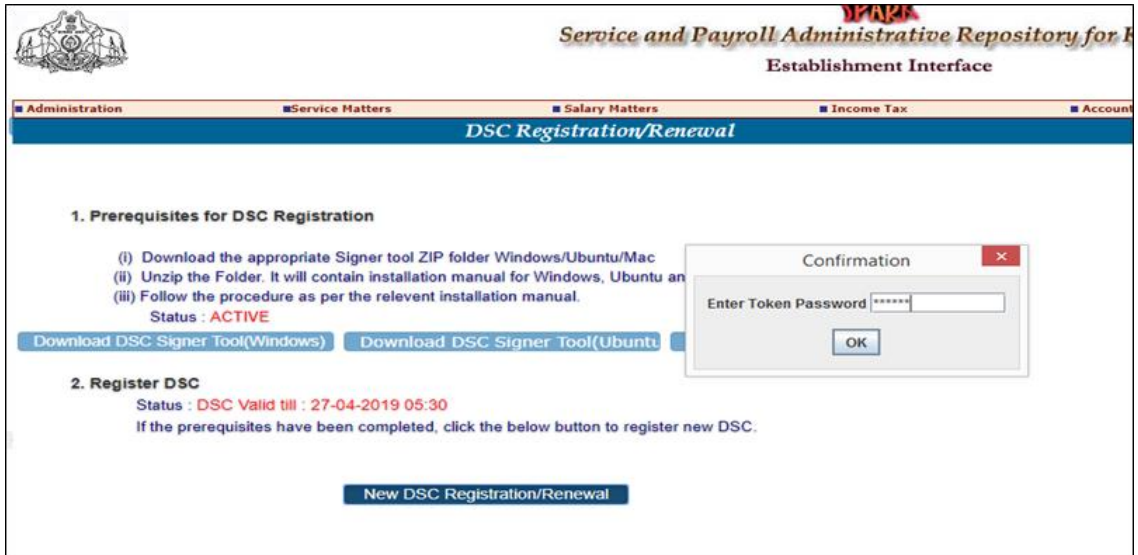 SPARK
Service and Payroll Administrative Repository for K
Establishment Interface
Administration Service Matters Salary Matters Income Tax Account
DSC Registration/Renewal
1. Prerequisites for DSC Registration
(i) Download the appropriate Signer tool ZIP folder Windows/Ubuntu/Mac
(ii) Unzip the Folder. It will contain installation manual for Windows, Ubuntu an
(iii) Follow the procedure as per the relevent installation manual.
Status : ACTIVE
Download DSC Signer Tool(Windows) Download DSC Signer Tool(Ubuntu
Confirmation
Enter Token Password ******
OK
2. Register DSC
Status : DSC Valid till : 27-04-2019 05:30
If the prerequisites have been completed, click the below button to register new DSC.
New DSC Registration/Renewal